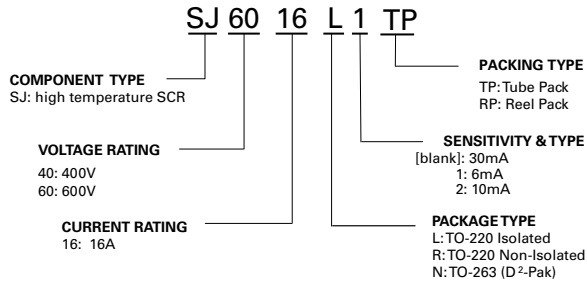 SJ 60 16 L 1 TP
COMPONENT TYPE
SJ: high temperature SCR
VOLTAGE RATING
40: 400V
60: 600V
CURRENT RATING
16: 16A
PACKING TYPE
TP: Tube Pack
RP: Reel Pack
SENSITIVITY & TYPE
[blank]: 30mA
1: 6mA
2: 10mA
PACKAGE TYPE
L: TO-220 Isolated
R: TO-220 Non-Isolated
N: TO-263 (D²-Pak)